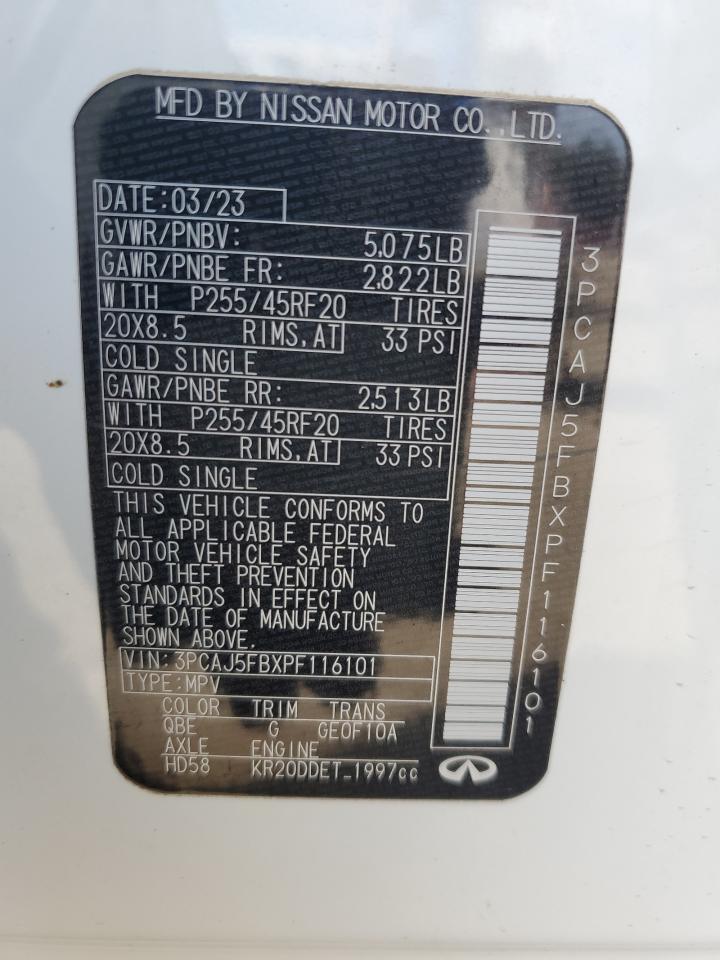 MFD BY NISSAN MOTOR CO.,LTD.
DATE:03/23
GVWR/PNBV: 5,075LB
GAWR/PNBE FR: 2,822LB
WITH P255/45RF20 TIRES
20X8.5 RIMS,AT 33 PSI
COLD SINGLE
GAWR/PNBE RR: 2,513LB
WITH P255/45RF20 TIRES
20X8.5 RIMS,AT 33 PSI
COLD SINGLE
THIS VEHICLE CONFORMS TO
ALL APPLICABLE FEDERAL
MOTOR VEHICLE SAFETY
AND THEFT PREVENTION
STANDARDS IN EFFECT ON
THE DATE OF MANUFACTURE
SHOWN ABOVE.
VIN:3PCAJ5FBXPF116101
TYPE:MPV
COLOR TRIM TRANS
QBE G GE0F10A
AXLE ENGINE
HD58 KR20DDET_1997cc
3PCAJ5FBXPF116101